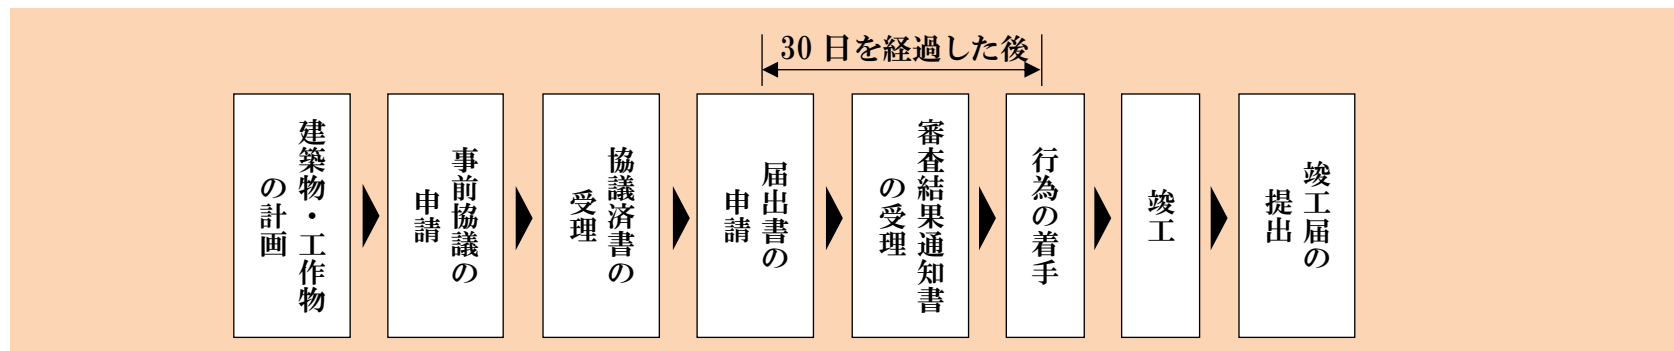 30 日を経過した後
建築物・工作物
の計画
事前協議の
申請
協議済書の
受理
届出書の
申請
審査結果通知書
の受理
行為の着手
竣工
竣工届の
提出